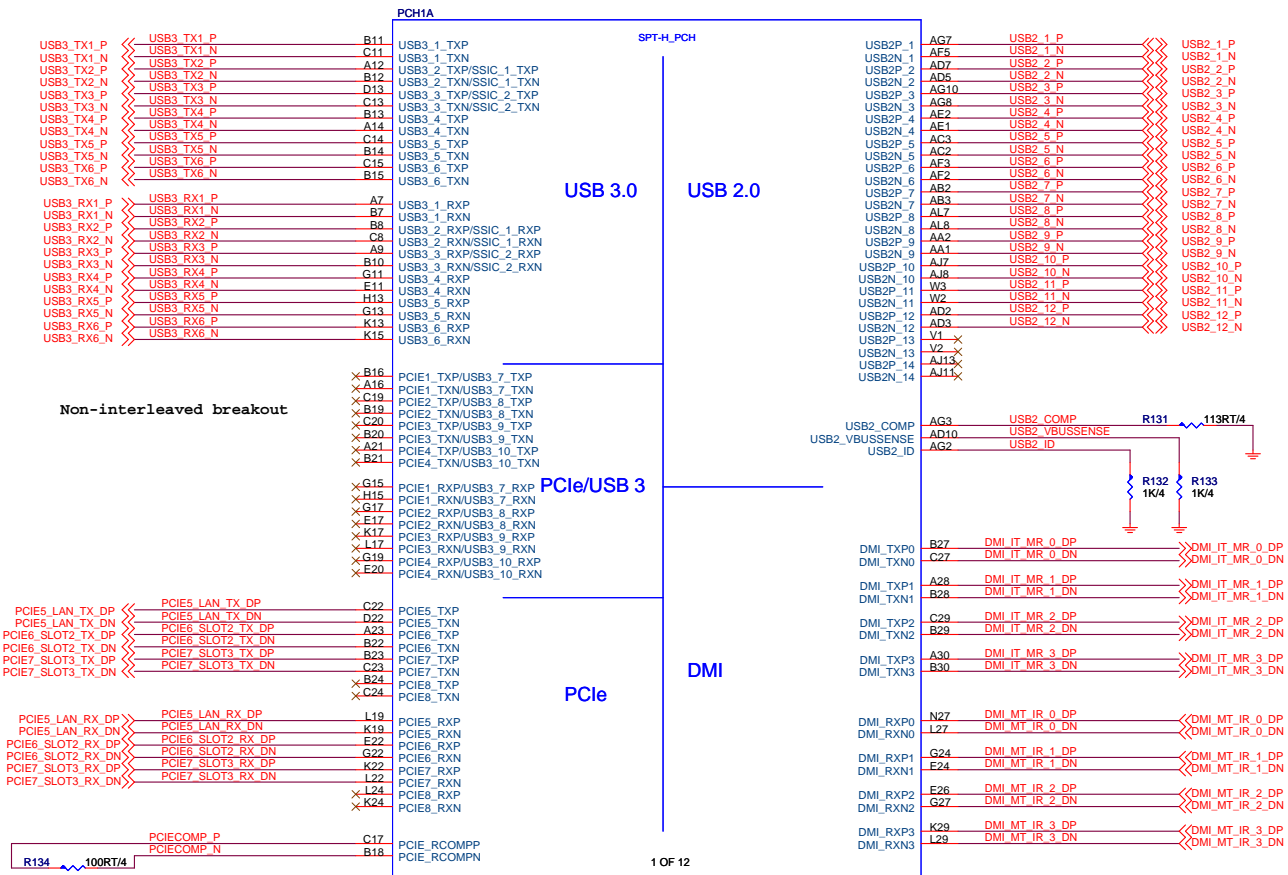 PCH1A
SPT-H_PCH
USB3_TX1_P USB3_TX1_P B11 USB3_1_TXP
USB3_TX1_N USB3_TX1_N C11 USB3_1_TXN
USB3_TX2_P USB3_TX2_P A12 USB3_2_TXP/SSIC_1_TXP
USB3_TX2_N USB3_TX2_N B12 USB3_2_TXN/SSIC_1_TXN
USB3_TX3_P USB3_TX3_P D13 USB3_3_TXP/SSIC_2_TXP
USB3_TX3_N USB3_TX3_N C13 USB3_3_TXN/SSIC_2_TXN
USB3_TX4_P USB3_TX4_P B13 USB3_4_TXP
USB3_TX4_N USB3_TX4_N A14 USB3_4_TXN
USB3_TX5_P USB3_TX5_P C14 USB3_5_TXP
USB3_TX5_N USB3_TX5_N B14 USB3_5_TXN
USB3_TX6_P USB3_TX6_P C15 USB3_6_TXP
USB3_TX6_N USB3_TX6_N B15 USB3_6_TXN
USB3_RX1_P USB3_RX1_P A7 USB3_1_RXP
USB3_RX1_N USB3_RX1_N B7 USB3_1_RXN
USB3_RX2_P USB3_RX2_P B8 USB3_2_RXP/SSIC_1_RXP
USB3_RX2_N USB3_RX2_N C8 USB3_2_RXN/SSIC_1_RXN
USB3_RX3_P USB3_RX3_P A9 USB3_3_RXP/SSIC_2_RXP
USB3_RX3_N USB3_RX3_N B10 USB3_3_RXN/SSIC_2_RXN
USB3_RX4_P USB3_RX4_P G11 USB3_4_RXP
USB3_RX4_N USB3_RX4_N E11 USB3_4_RXN
USB3_RX5_P USB3_RX5_P H13 USB3_5_RXP
USB3_RX5_N USB3_RX5_N G13 USB3_5_RXN
USB3_RX6_P USB3_RX6_P K13 USB3_6_RXP
USB3_RX6_N USB3_RX6_N K15 USB3_6_RXN
USB 3.0
USB 2.0
Non-interleaved breakout
B16 PCIE1_TXP/USB3_7_TXP
A16 PCIE1_TXN/USB3_7_TXN
C19 PCIE2_TXP/USB3_8_TXP
B19 PCIE2_TXN/USB3_8_TXN
C20 PCIE3_TXP/USB3_9_TXP
B20 PCIE3_TXN/USB3_9_TXN
A21 PCIE4_TXP/USB3_10_TXP
B21 PCIE4_TXN/USB3_10_TXN
G15 PCIE1_RXP/USB3_7_RXP
H15 PCIE1_RXN/USB3_7_RXN
G17 PCIE2_RXP/USB3_8_RXP
E17 PCIE2_RXN/USB3_8_RXN
K17 PCIE3_RXP/USB3_9_RXP
L17 PCIE3_RXN/USB3_9_RXN
G19 PCIE4_RXP/USB3_10_RXP
E20 PCIE4_RXN/USB3_10_RXN
PCIe/USB 3
PCIE5_LAN_TX_DP PCIE5_LAN_TX_DP C22 PCIE5_TXP
PCIE5_LAN_TX_DN PCIE5_LAN_TX_DN D22 PCIE5_TXN
PCIE6_SLOT2_TX_DP PCIE6_SLOT2_TX_DP A23 PCIE6_TXP
PCIE6_SLOT2_TX_DN PCIE6_SLOT2_TX_DN B22 PCIE6_TXN
PCIE7_SLOT3_TX_DP PCIE7_SLOT3_TX_DP B23 PCIE7_TXP
PCIE7_SLOT3_TX_DN PCIE7_SLOT3_TX_DN C23 PCIE7_TXN
B24 PCIE8_TXP
C24 PCIE8_TXN
PCIe
PCIE5_LAN_RX_DP PCIE5_LAN_RX_DP L19 PCIE5_RXP
PCIE5_LAN_RX_DN PCIE5_LAN_RX_DN K19 PCIE5_RXN
PCIE6_SLOT2_RX_DP PCIE6_SLOT2_RX_DP E22 PCIE6_RXP
PCIE6_SLOT2_RX_DN PCIE6_SLOT2_RX_DN G22 PCIE6_RXN
PCIE7_SLOT3_RX_DP PCIE7_SLOT3_RX_DP K22 PCIE7_RXP
PCIE7_SLOT3_RX_DN PCIE7_SLOT3_RX_DN L22 PCIE7_RXN
L24 PCIE8_RXP
K24 PCIE8_RXN
PCIECOMP_P C17 PCIE_RCOMPP
PCIECOMP_N B18 PCIE_RCOMPN
R134 100RT/4
USB2P_1 AG7 USB2_1_P USB2_1_P
USB2N_1 AF5 USB2_1_N USB2_1_N
USB2P_2 AD7 USB2_2_P USB2_2_P
USB2N_2 AD5 USB2_2_N USB2_2_N
USB2P_3 AG10 USB2_3_P USB2_3_P
USB2N_3 AG8 USB2_3_N USB2_3_N
USB2P_4 AE2 USB2_4_P USB2_4_P
USB2N_4 AE1 USB2_4_N USB2_4_N
USB2P_5 AC3 USB2_5_P USB2_5_P
USB2N_5 AC2 USB2_5_N USB2_5_N
USB2P_6 AF3 USB2_6_P USB2_6_P
USB2N_6 AF2 USB2_6_N USB2_6_N
USB2P_7 AB2 USB2_7_P USB2_7_P
USB2N_7 AB3 USB2_7_N USB2_7_N
USB2P_8 AL7 USB2_8_P USB2_8_P
USB2N_8 AL8 USB2_8_N USB2_8_N
USB2P_9 AA2 USB2_9_P USB2_9_P
USB2N_9 AA1 USB2_9_N USB2_9_N
USB2P_10 AJ7 USB2_10_P USB2_10_P
USB2N_10 AJ8 USB2_10_N USB2_10_N
USB2P_11 W3 USB2_11_P USB2_11_P
USB2N_11 W2 USB2_11_N USB2_11_N
USB2P_12 AD2 USB2_12_P USB2_12_P
USB2N_12 AD3 USB2_12_N USB2_12_N
USB2P_13 V1
USB2N_13 V2
USB2P_14 AJ13
USB2N_14 AJ11
USB2_COMP AG3 USB2_COMP R131 113RT/4
USB2_VBUSSENSE AD10 USB2_VBUSSENSE
USB2_ID AG2 USB2_ID
R132 1K/4
R133 1K/4
DMI_TXP0 B27 DMI_IT_MR_0_DP DMI_IT_MR_0_DP
DMI_TXN0 C27 DMI_IT_MR_0_DN DMI_IT_MR_0_DN
DMI_TXP1 A28 DMI_IT_MR_1_DP DMI_IT_MR_1_DP
DMI_TXN1 B28 DMI_IT_MR_1_DN DMI_IT_MR_1_DN
DMI_TXP2 C29 DMI_IT_MR_2_DP DMI_IT_MR_2_DP
DMI_TXN2 B29 DMI_IT_MR_2_DN DMI_IT_MR_2_DN
DMI_TXP3 A30 DMI_IT_MR_3_DP DMI_IT_MR_3_DP
DMI_TXN3 B30 DMI_IT_MR_3_DN DMI_IT_MR_3_DN
DMI
DMI_RXP0 N27 DMI_MT_IR_0_DP DMI_MT_IR_0_DP
DMI_RXN0 L27 DMI_MT_IR_0_DN DMI_MT_IR_0_DN
DMI_RXP1 G24 DMI_MT_IR_1_DP DMI_MT_IR_1_DP
DMI_RXN1 E24 DMI_MT_IR_1_DN DMI_MT_IR_1_DN
DMI_RXP2 E26 DMI_MT_IR_2_DP DMI_MT_IR_2_DP
DMI_RXN2 G27 DMI_MT_IR_2_DN DMI_MT_IR_2_DN
DMI_RXP3 K29 DMI_MT_IR_3_DP DMI_MT_IR_3_DP
DMI_RXN3 L29 DMI_MT_IR_3_DN DMI_MT_IR_3_DN
1 OF 12